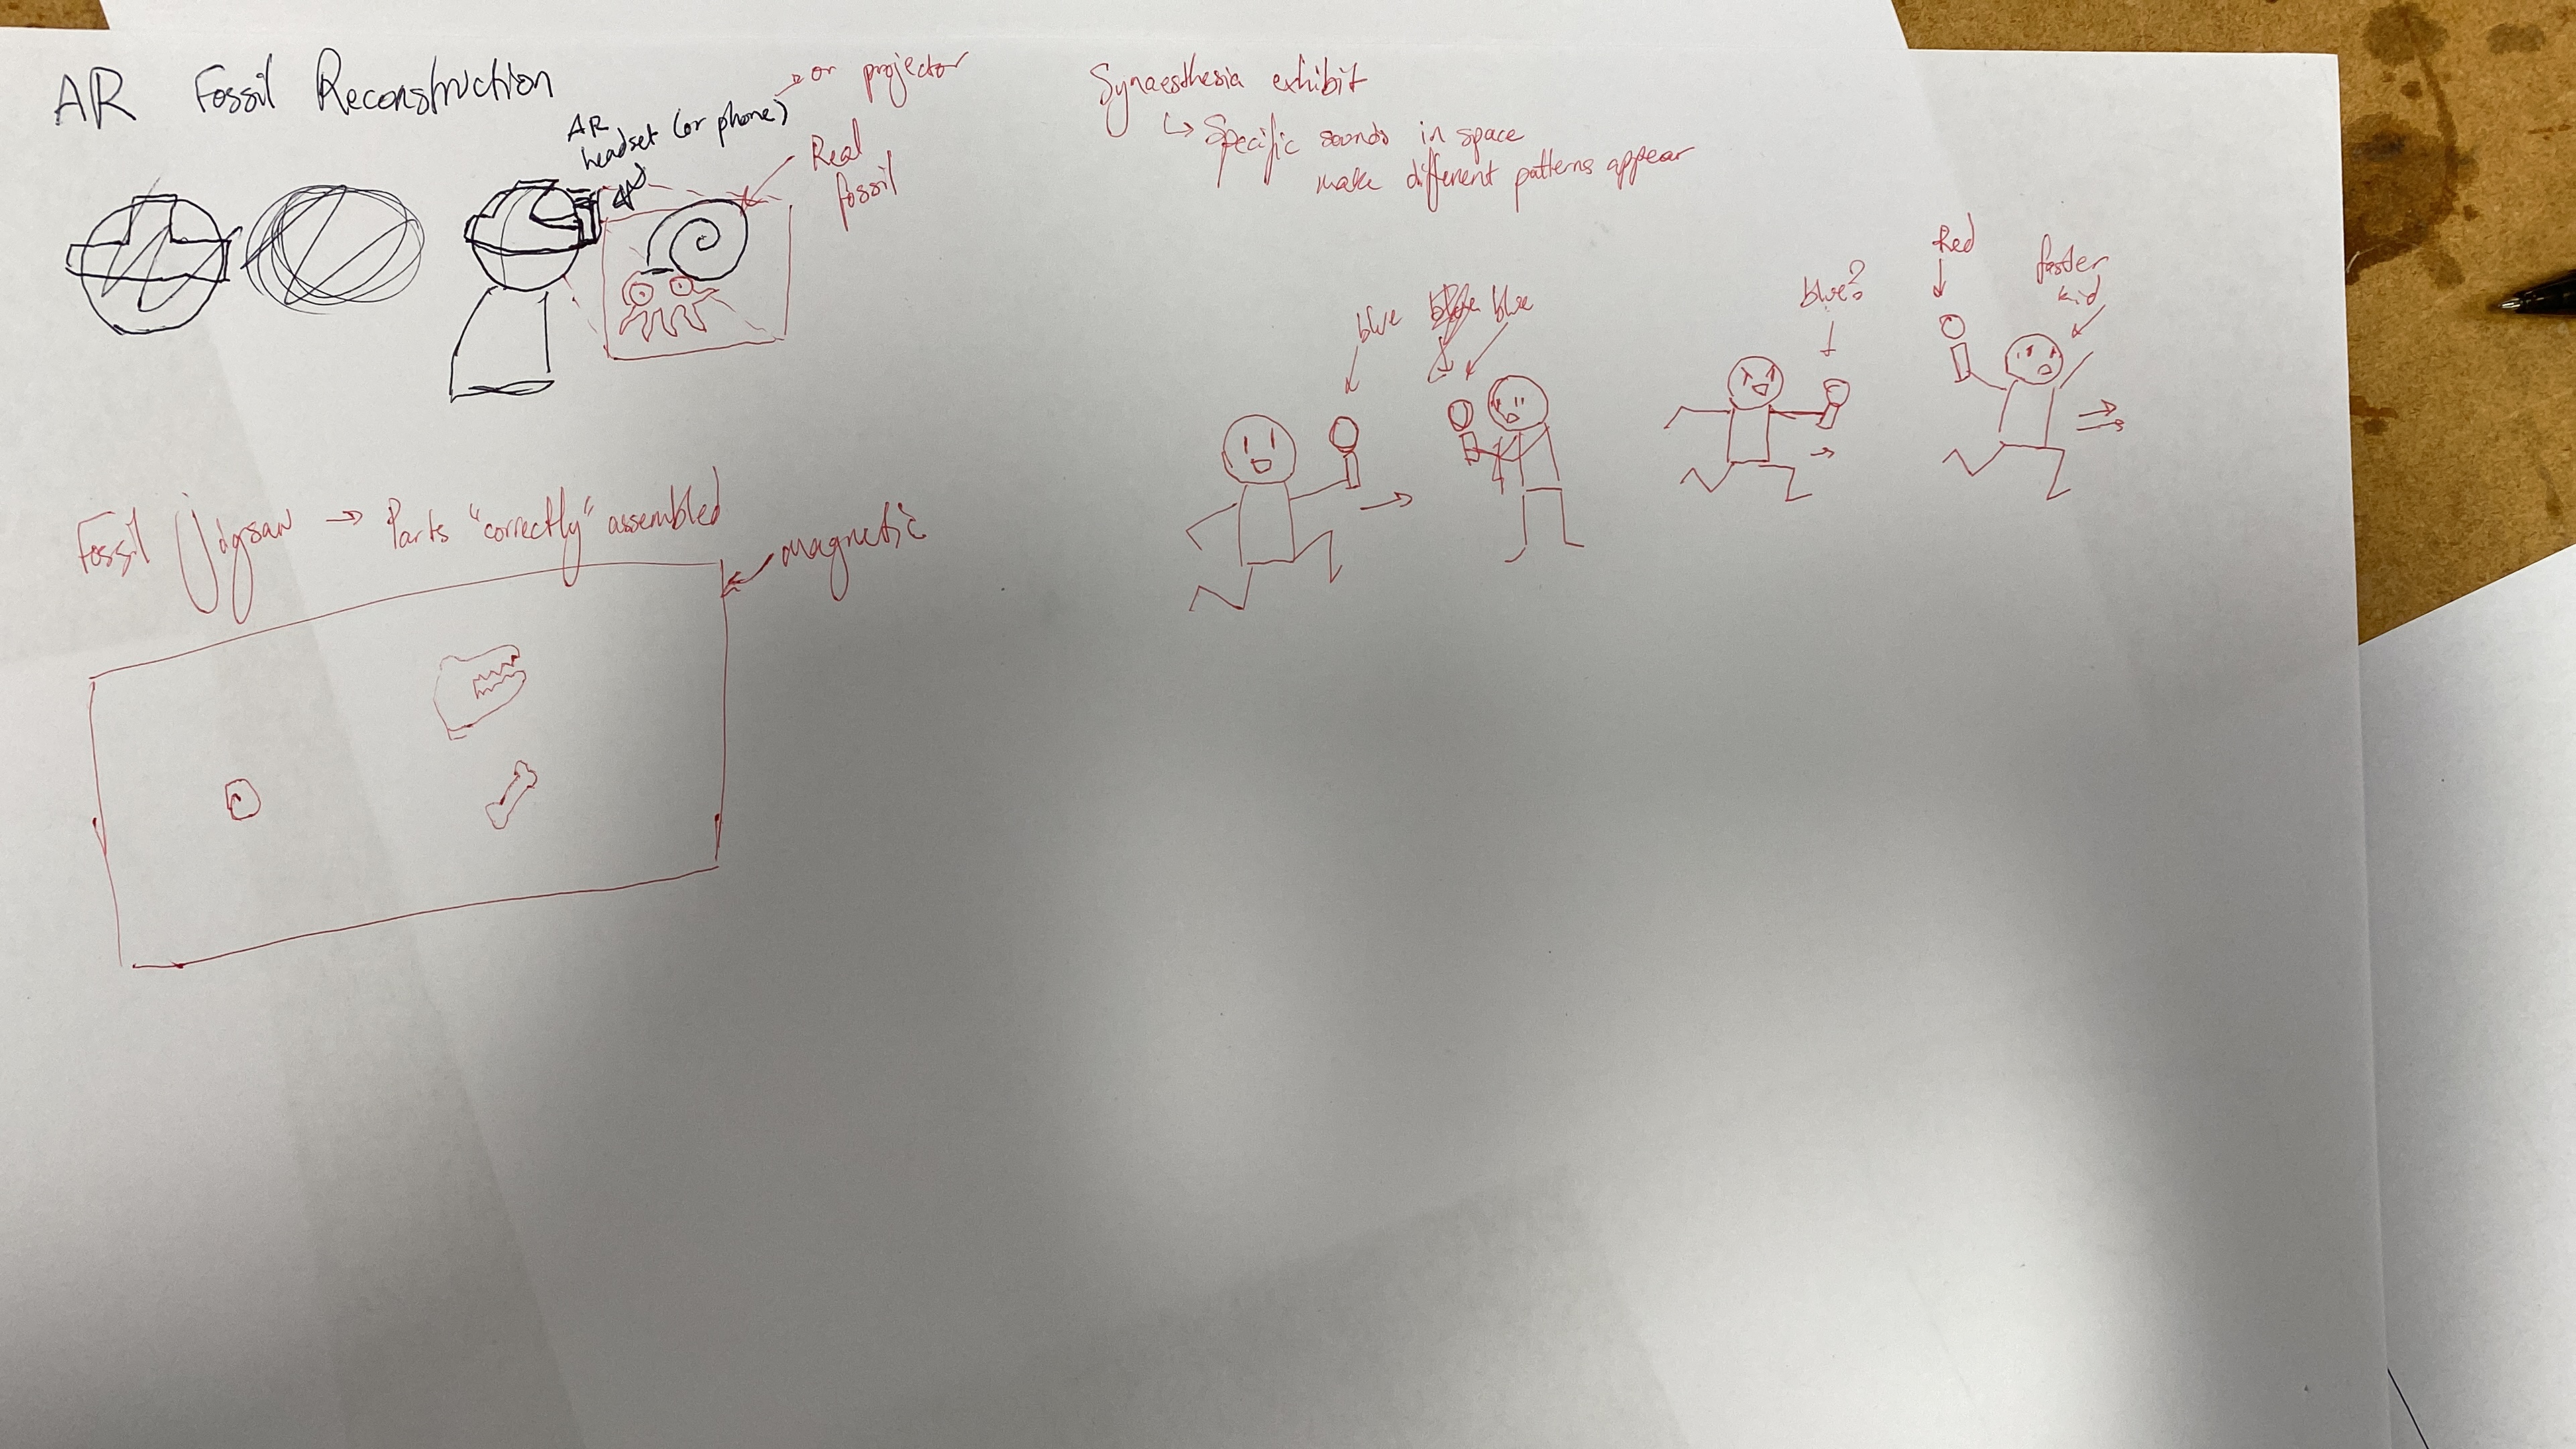 AR Fossil Reconstruction
AR
headset (or phone)
→ or projector
Real
fossil
Fossil Jigsaw → Parts "correctly" assembled
magnetic
Synaesthesia exhibit
↳ Specific sounds in space
make different patterns appear
blue
blue
blue?
Red
faster
kid